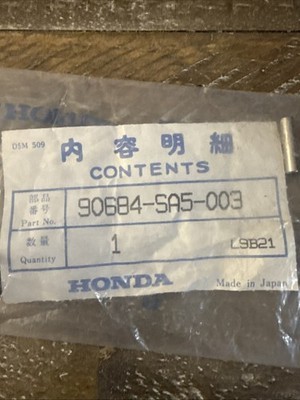 HONDA
DSM 509
内容明細
CONTENTS
部品番号 Part No. 90684-SA5-003
数量 Quantity 1 L9B21
HONDA Made in Japan